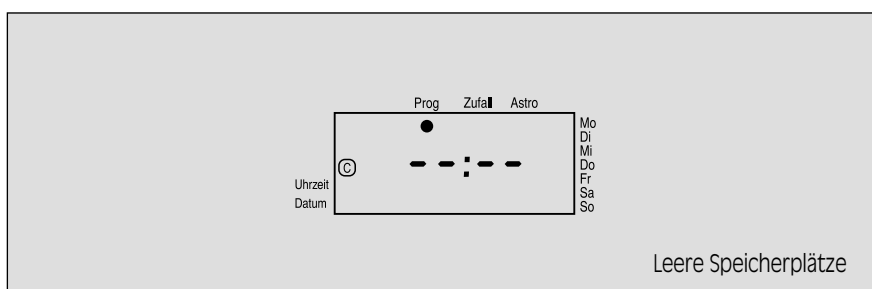 Prog Zufall Astro
Mo
Di
Mi
Do
Fr
Sa
So
©
--:--
Uhrzeit
Datum
Leere Speicherplätze